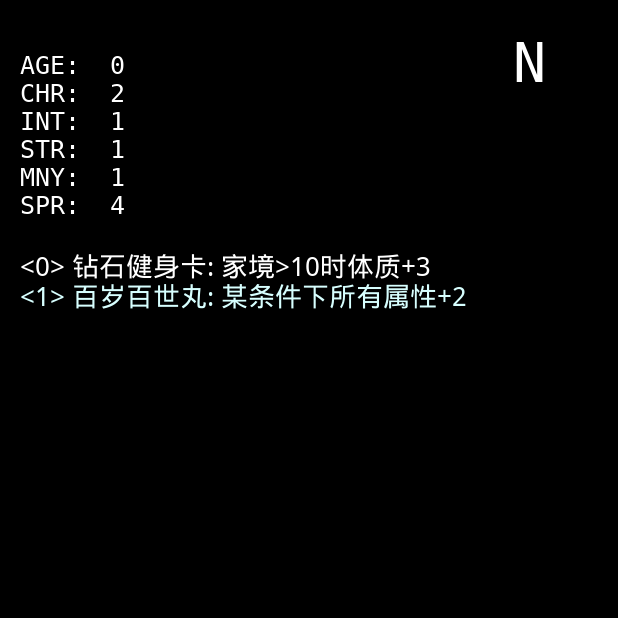 N
AGE: 0
CHR: 2
INT: 1
STR: 1
MNY: 1
SPR: 4
<0> 钻石健身卡: 家境>10时体质+3
<1> 百岁百世丸: 某条件下所有属性+2